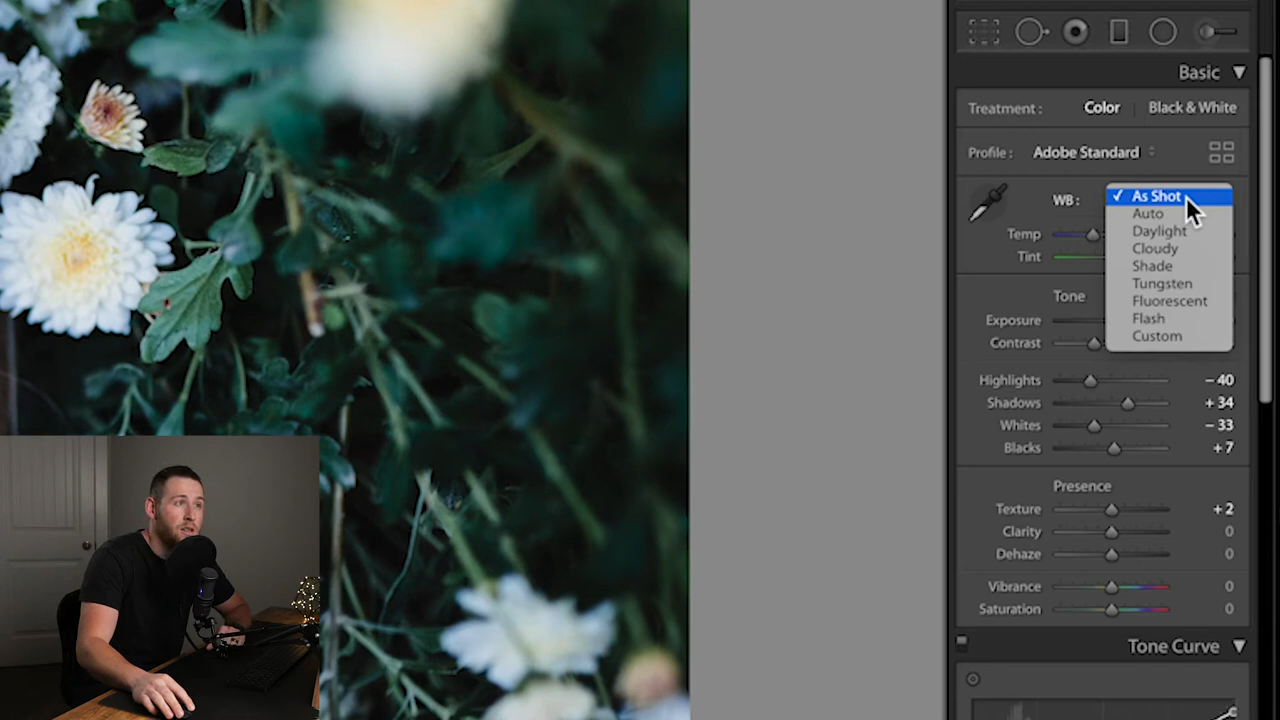 Basic
Treatment : Color Black & White
Profile : Adobe Standard
WB : As Shot
Auto
Daylight
Cloudy
Shade
Tungsten
Fluorescent
Flash
Custom
Temp
Tint
Tone
Exposure
Contrast
Highlights - 40
Shadows + 34
Whites - 33
Blacks + 7
Presence
Texture + 2
Clarity 0
Dehaze 0
Vibrance 0
Saturation 0
Tone Curve